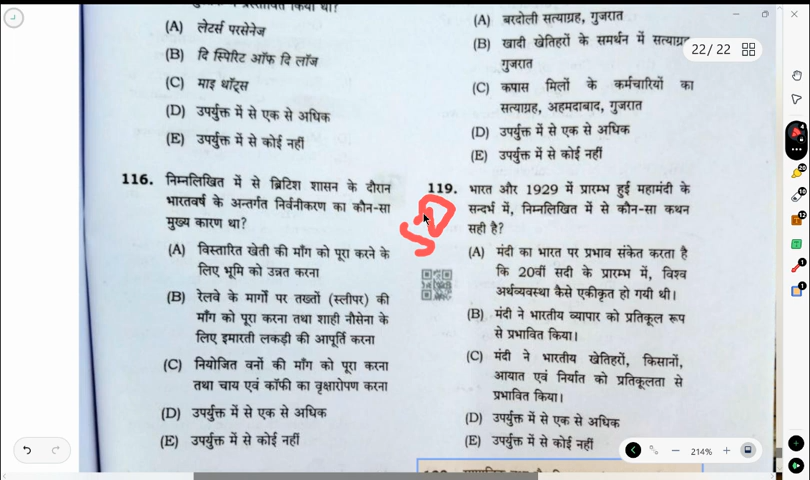 (A) लेटर्स परसेनेज
(B) दि स्पिरिट ऑफ दि लॉज
(C) माइ थॉट्स
(D) उपर्युक्त में से एक से अधिक
(E) उपर्युक्त में से कोई नहीं
116. निम्नलिखित में से ब्रिटिश शासन के दौरान
भारतवर्ष के अन्तर्गत निर्वनीकरण का कौन-सा
मुख्य कारण था?
(A) विस्तारित खेती की माँग को पूरा करने के
लिए भूमि को उन्नत करना
(B) रेलवे के मार्गों पर तख्तों (स्लीपर) की
माँग को पूरा करना तथा शाही नौसेना के
लिए इमारती लकड़ी की आपूर्ति करना
(C) नियोजित वनों की माँग को पूरा करना
तथा चाय एवं कॉफी का वृक्षारोपण करना
(D) उपर्युक्त में से एक से अधिक
(E) उपर्युक्त में से कोई नहीं
(A) बरदोली सत्याग्रह, गुजरात
(B) खादी खेतिहरों के समर्थन में सत्याग्रह
गुजरात
(C) कपास मिलों के कर्मचारियों का
सत्याग्रह, अहमदाबाद, गुजरात
(D) उपर्युक्त में से एक से अधिक
(E) उपर्युक्त में से कोई नहीं
119. भारत और 1929 में प्रारम्भ हुई महामंदी के
सन्दर्भ में, निम्नलिखित में से कौन-सा कथन
सही है?
(A) मंदी का भारत पर प्रभाव संकेत करता है
कि 20वीं सदी के प्रारम्भ में, विश्व
अर्थव्यवस्था कैसे एकीकृत हो गयी थी।
(B) मंदी ने भारतीय व्यापार को प्रतिकूल रूप
से प्रभावित किया।
(C) मंदी ने भारतीय खेतिहरों, किसानों,
आयात एवं निर्यात को प्रतिकूलता से
प्रभावित किया।
(D) उपर्युक्त में से एक से अधिक
(E) उपर्युक्त में से कोई नहीं
22/22
214%